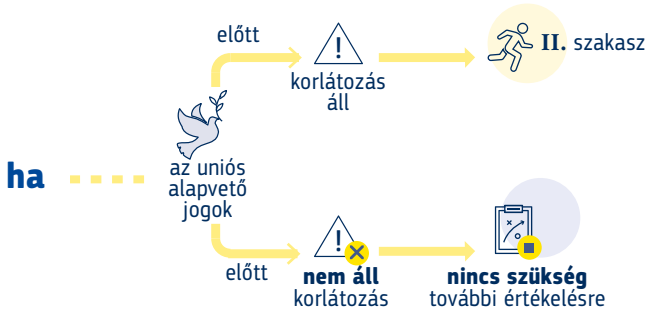 ha
az uniós
alapvető
jogok
előtt
korlátozás
áll
II. szakasz
előtt
nem áll
korlátozás
nincs szükség
további értékelésre